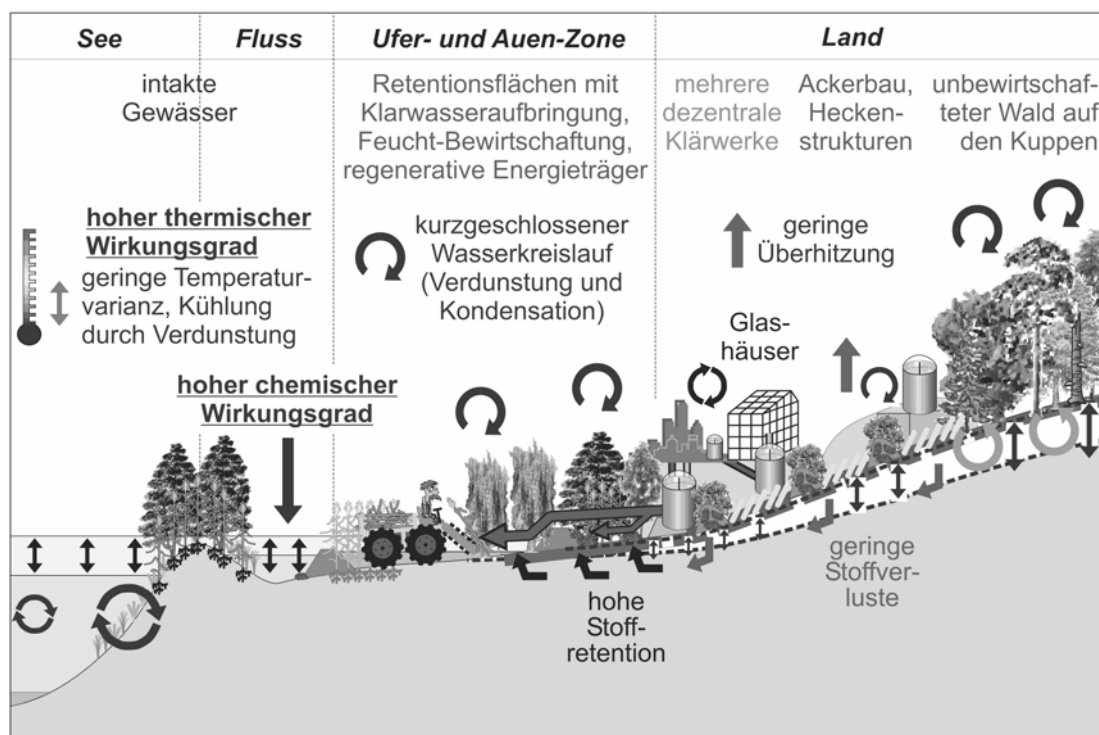 See
Fluss
Ufer- und Auen-Zone
Land
intakte
Gewässer
Retentionsflächen mit
Klarwasseraufbringung,
Feucht-Bewirtschaftung,
regenerative Energieträger
mehrere
dezentrale
Klärwerke
Ackerbau,
Hecken-
strukturen
unbewirtschaf-
teter Wald auf
den Kuppen
hoher thermischer
Wirkungsgrad
geringe Temperatur-
varianz, Kühlung
durch Verdunstung
kurzgeschlossener
Wasserkreislauf
(Verdunstung und
Kondensation)
geringe
Überhitzung
Glas-
häuser
hoher chemischer
Wirkungsgrad
hohe
Stoff-
retention
geringe
Stoffver-
luste